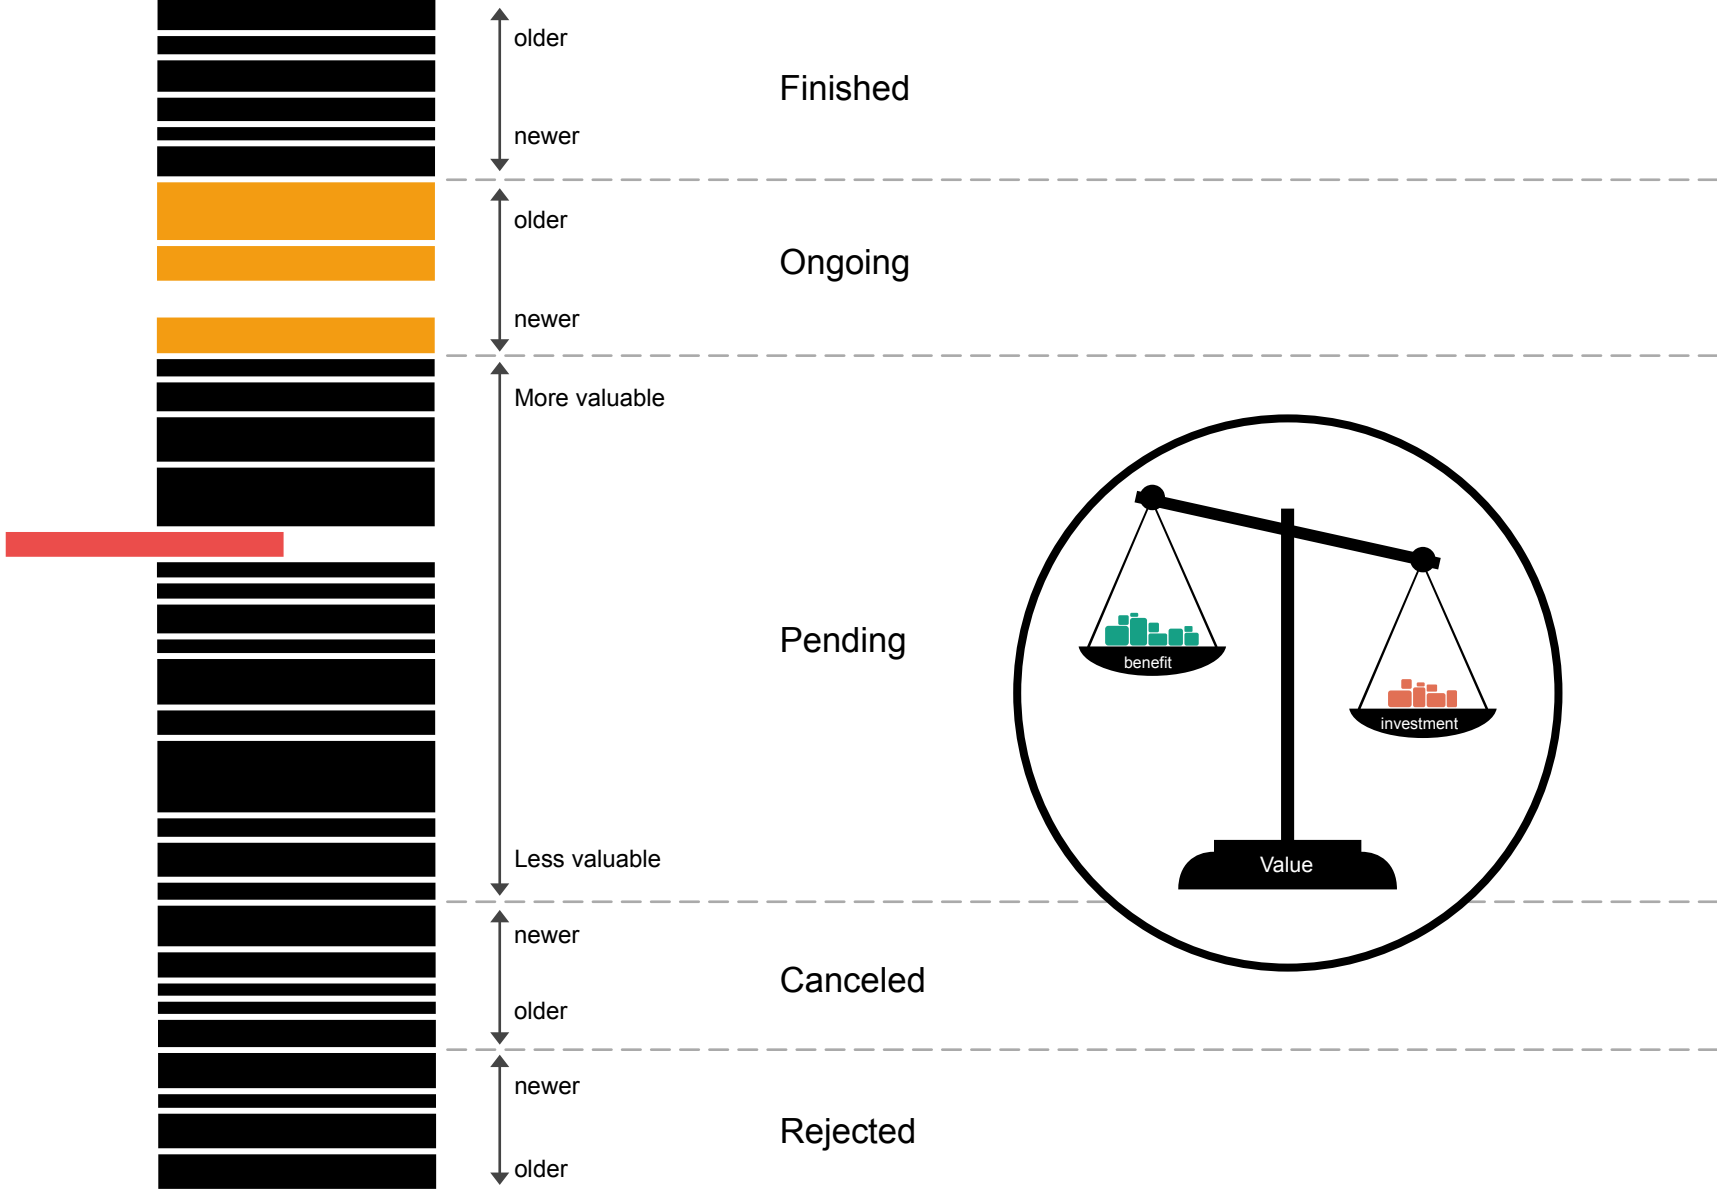 older
Finished
newer
older
Ongoing
newer
More valuable
Pending
benefit
investment
Less valuable
Value
newer
Canceled
older
newer
Rejected
older